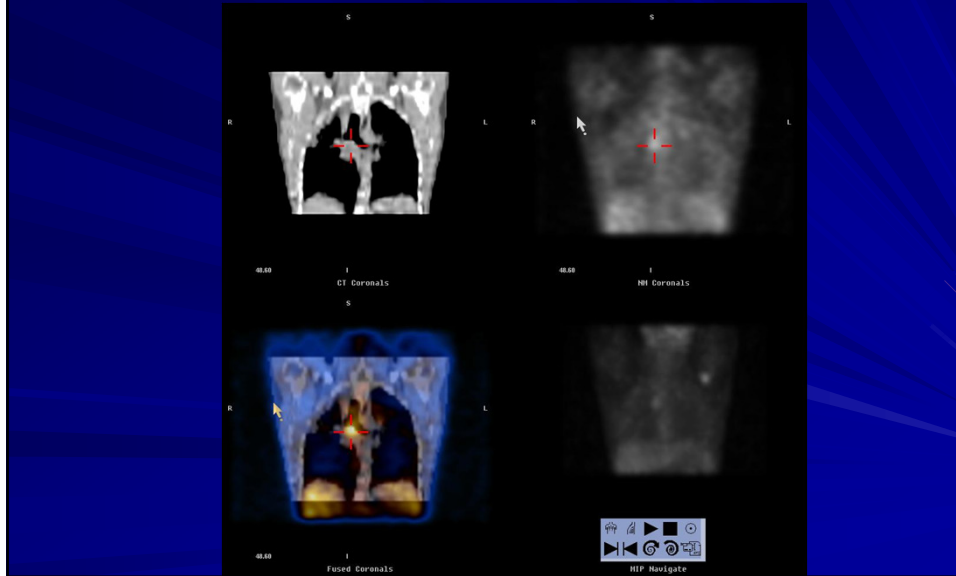 S
S
R
L
R
L
48.60
I
48.60
I
CT Coronals
NM Coronals
S
R
L
48.60
I
Fused Coronals
MIP Navigate